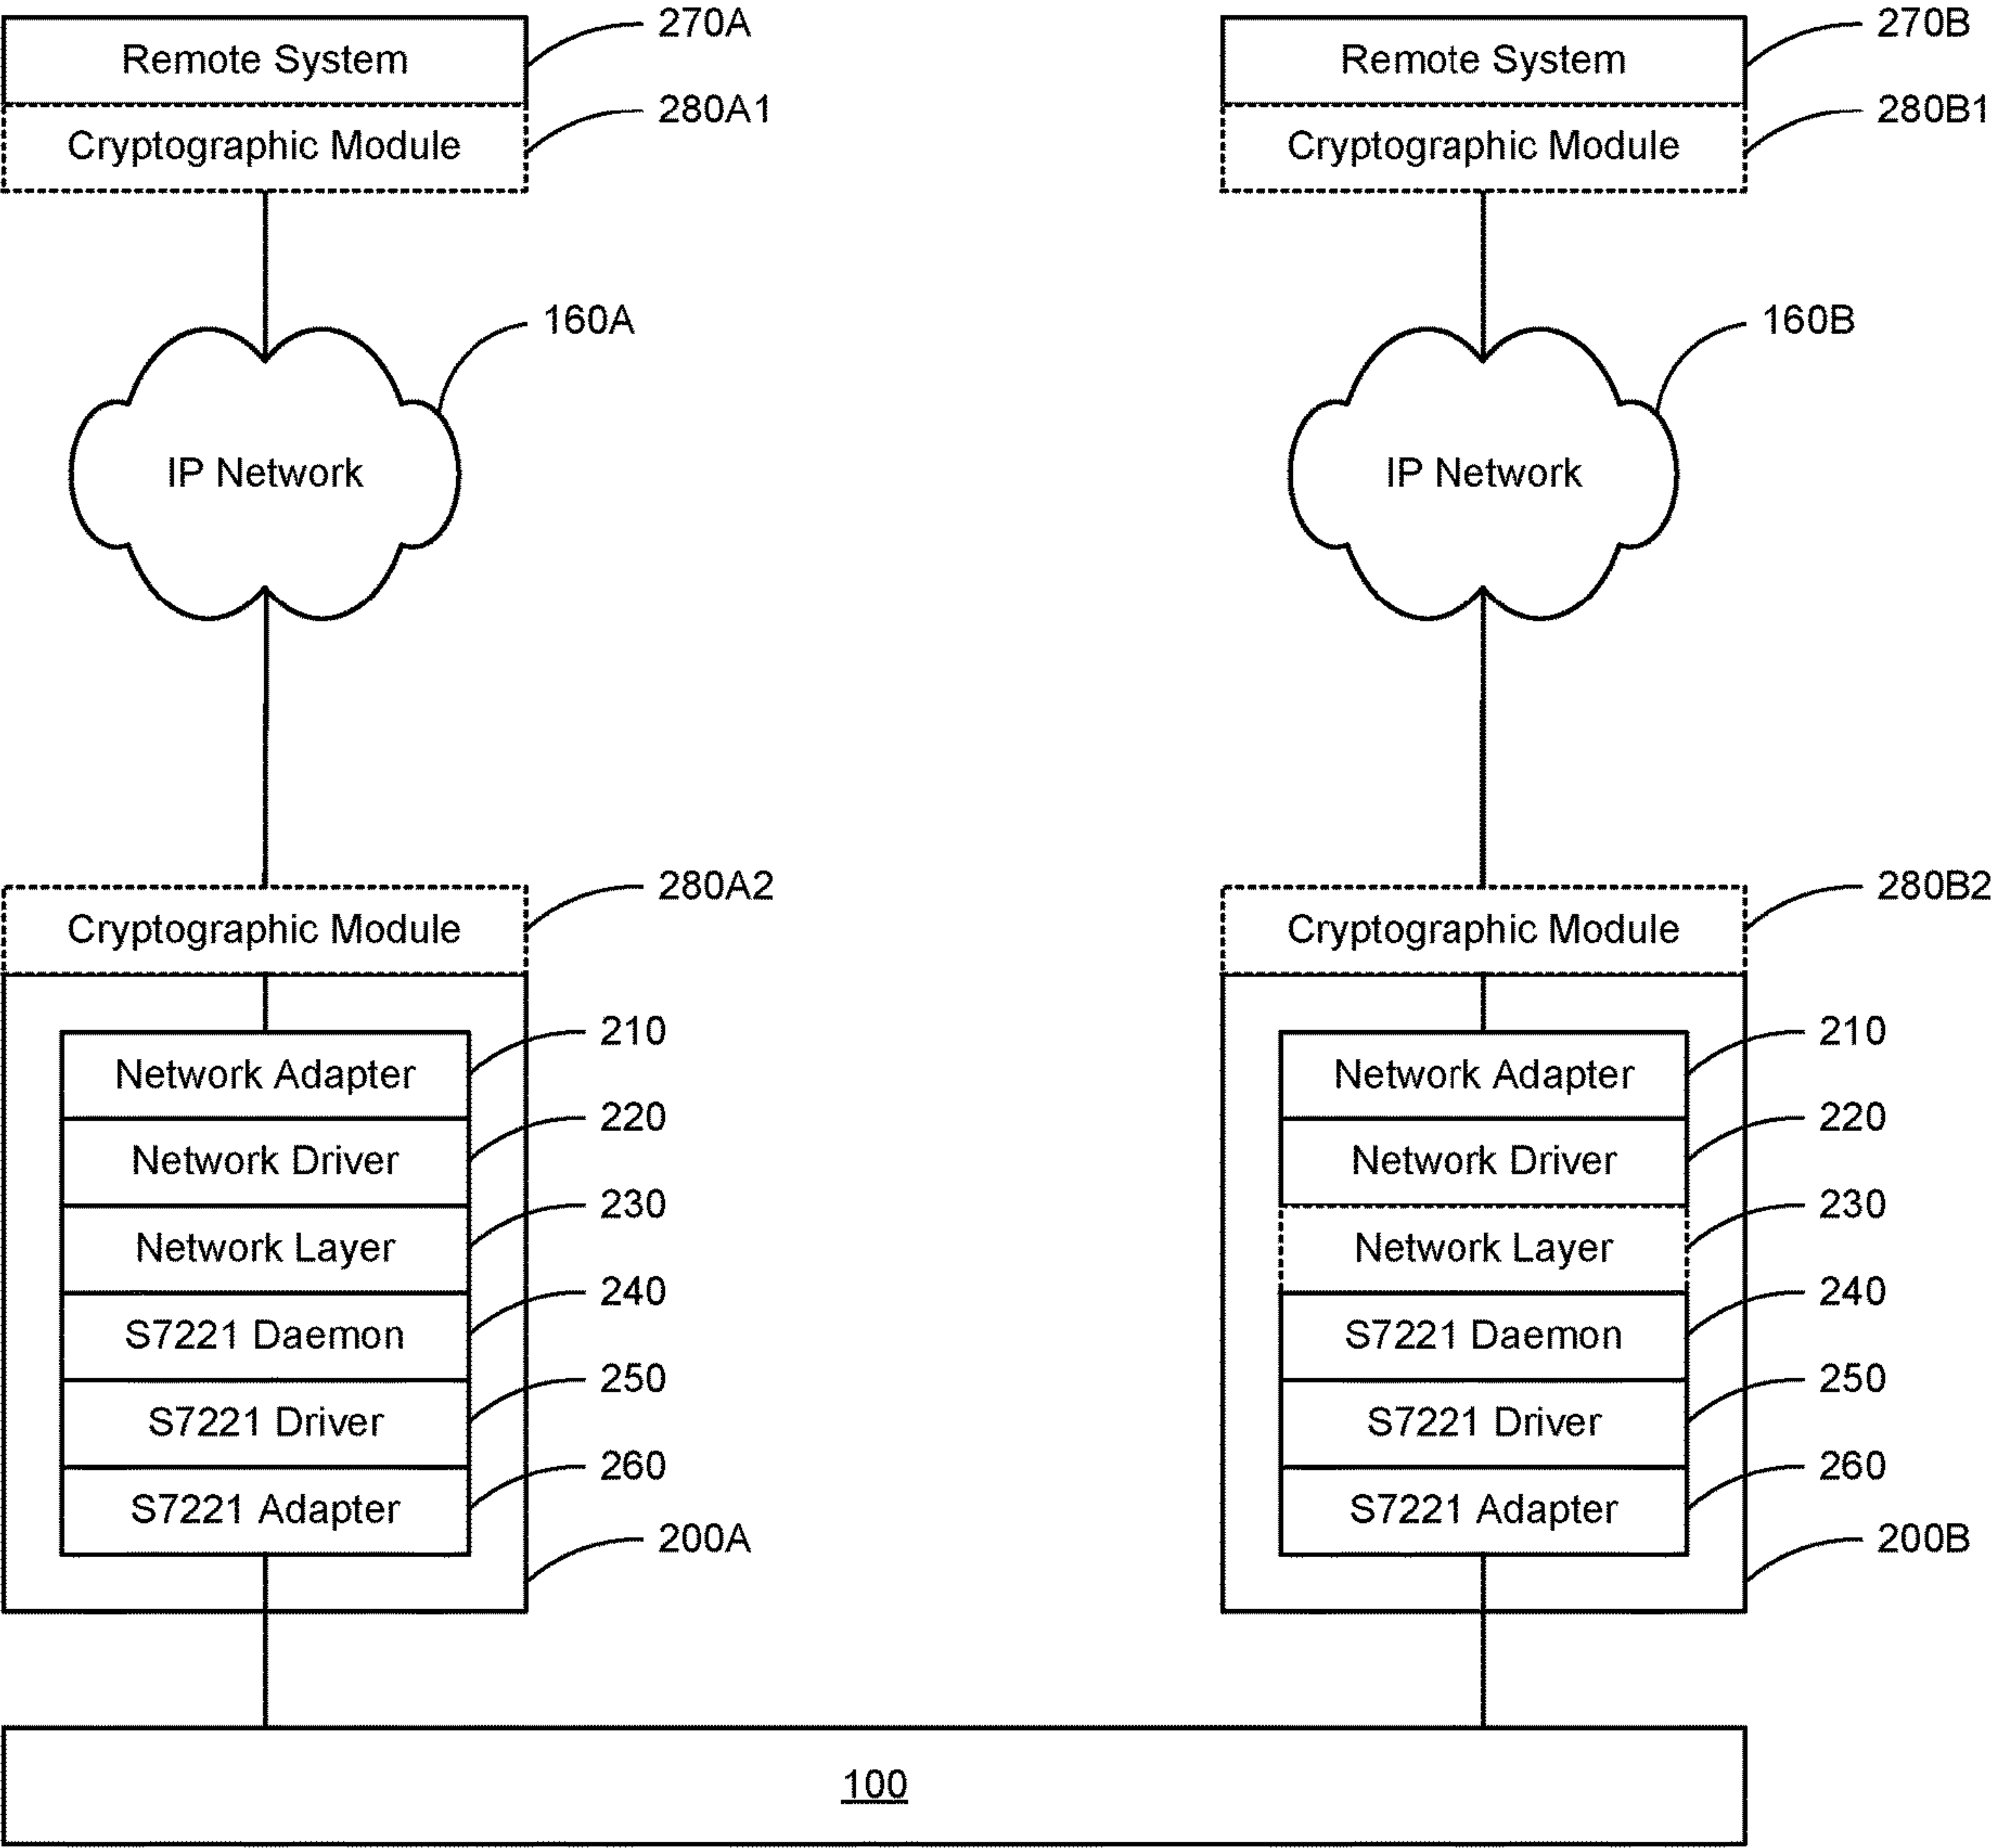 Remote System
270A
Cryptographic Module
280A1
160A
IP Network
Cryptographic Module
280A2
Network Adapter
210
Network Driver
220
Network Layer
230
S7221 Daemon
240
S7221 Driver
250
S7221 Adapter
260
200A
Remote System
270B
Cryptographic Module
280B1
160B
IP Network
Cryptographic Module
280B2
Network Adapter
210
Network Driver
220
Network Layer
230
S7221 Daemon
240
S7221 Driver
250
S7221 Adapter
260
200B
100